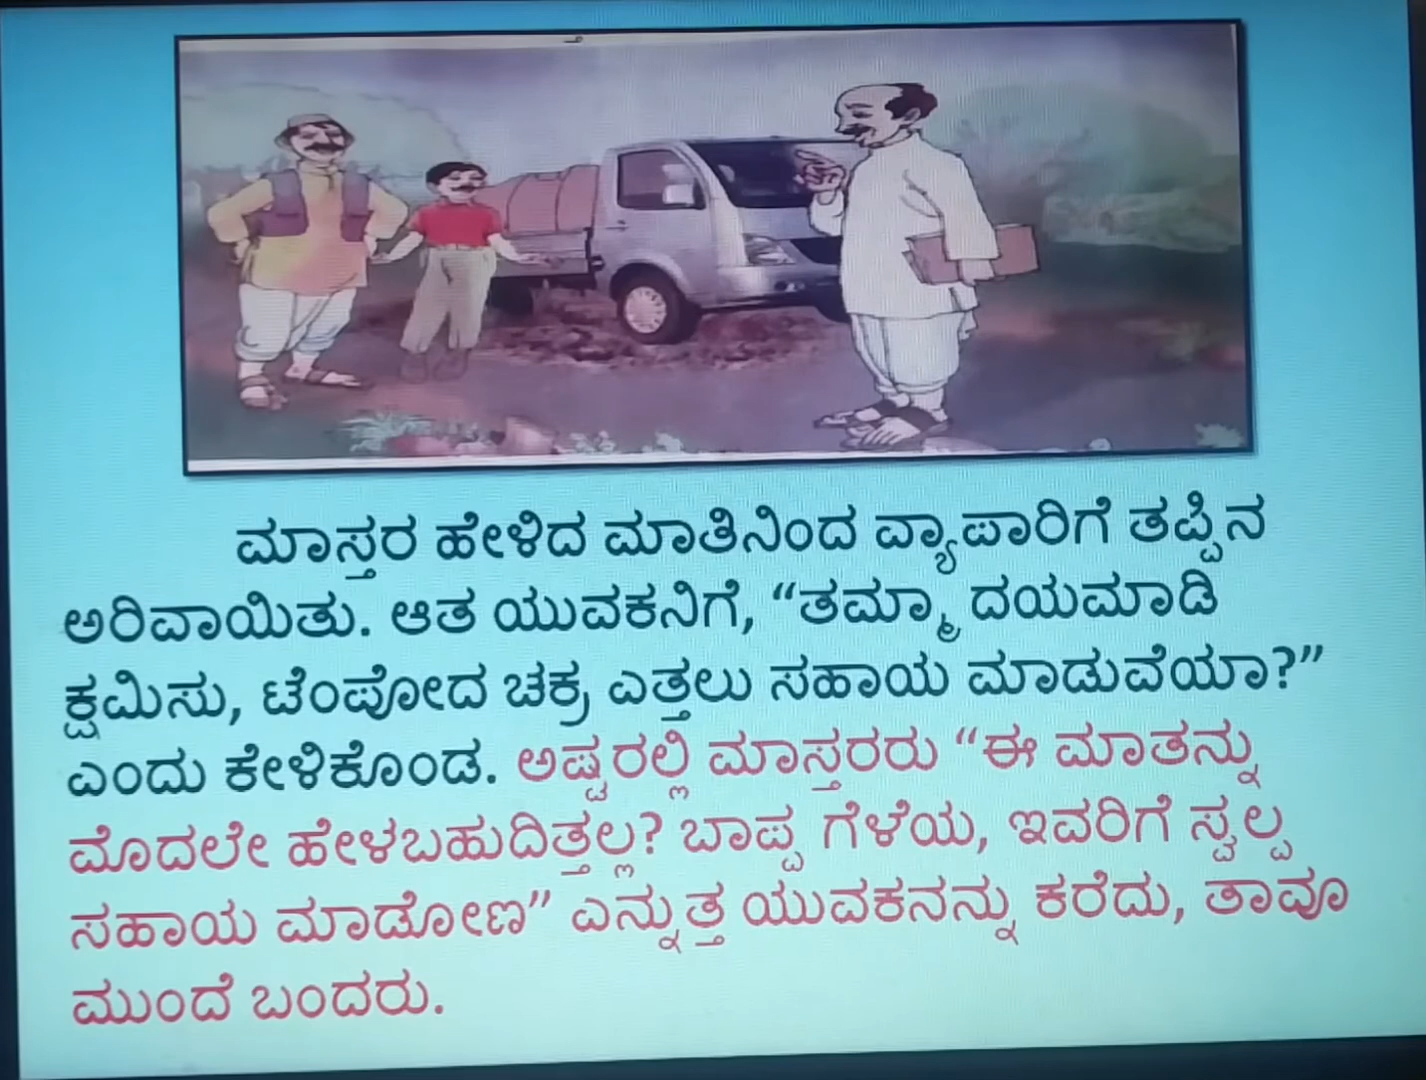 ಮಾಸ್ತರ ಹೇಳಿದ ಮಾತಿನಿಂದ ವ್ಯಾಪಾರಿಗೆ ತಪ್ಪಿನ
ಅರಿವಾಯಿತು. ಆತ ಯುವಕನಿಗೆ, “ತಮ್ಮಾ ದಯಮಾಡಿ
ಕ್ಷಮಿಸು, ಟೆಂಪೋದ ಚಕ್ರ ಎತ್ತಲು ಸಹಾಯ ಮಾಡುವೆಯಾ?”
ಎಂದು ಕೇಳಿಕೊಂಡ. ಅಷ್ಟರಲ್ಲಿ ಮಾಸ್ತರರು “ಈ ಮಾತನ್ನು
ಮೊದಲೇ ಹೇಳಬಹುದಿತ್ತಲ್ಲ? ಬಾಪ್ಪ ಗೆಳೆಯ, ಇವರಿಗೆ ಸ್ವಲ್ಪ
ಸಹಾಯ ಮಾಡೋಣ” ಎನ್ನುತ್ತ ಯುವಕನನ್ನು ಕರೆದು, ತಾವೂ
ಮುಂದೆ ಬಂದರು.